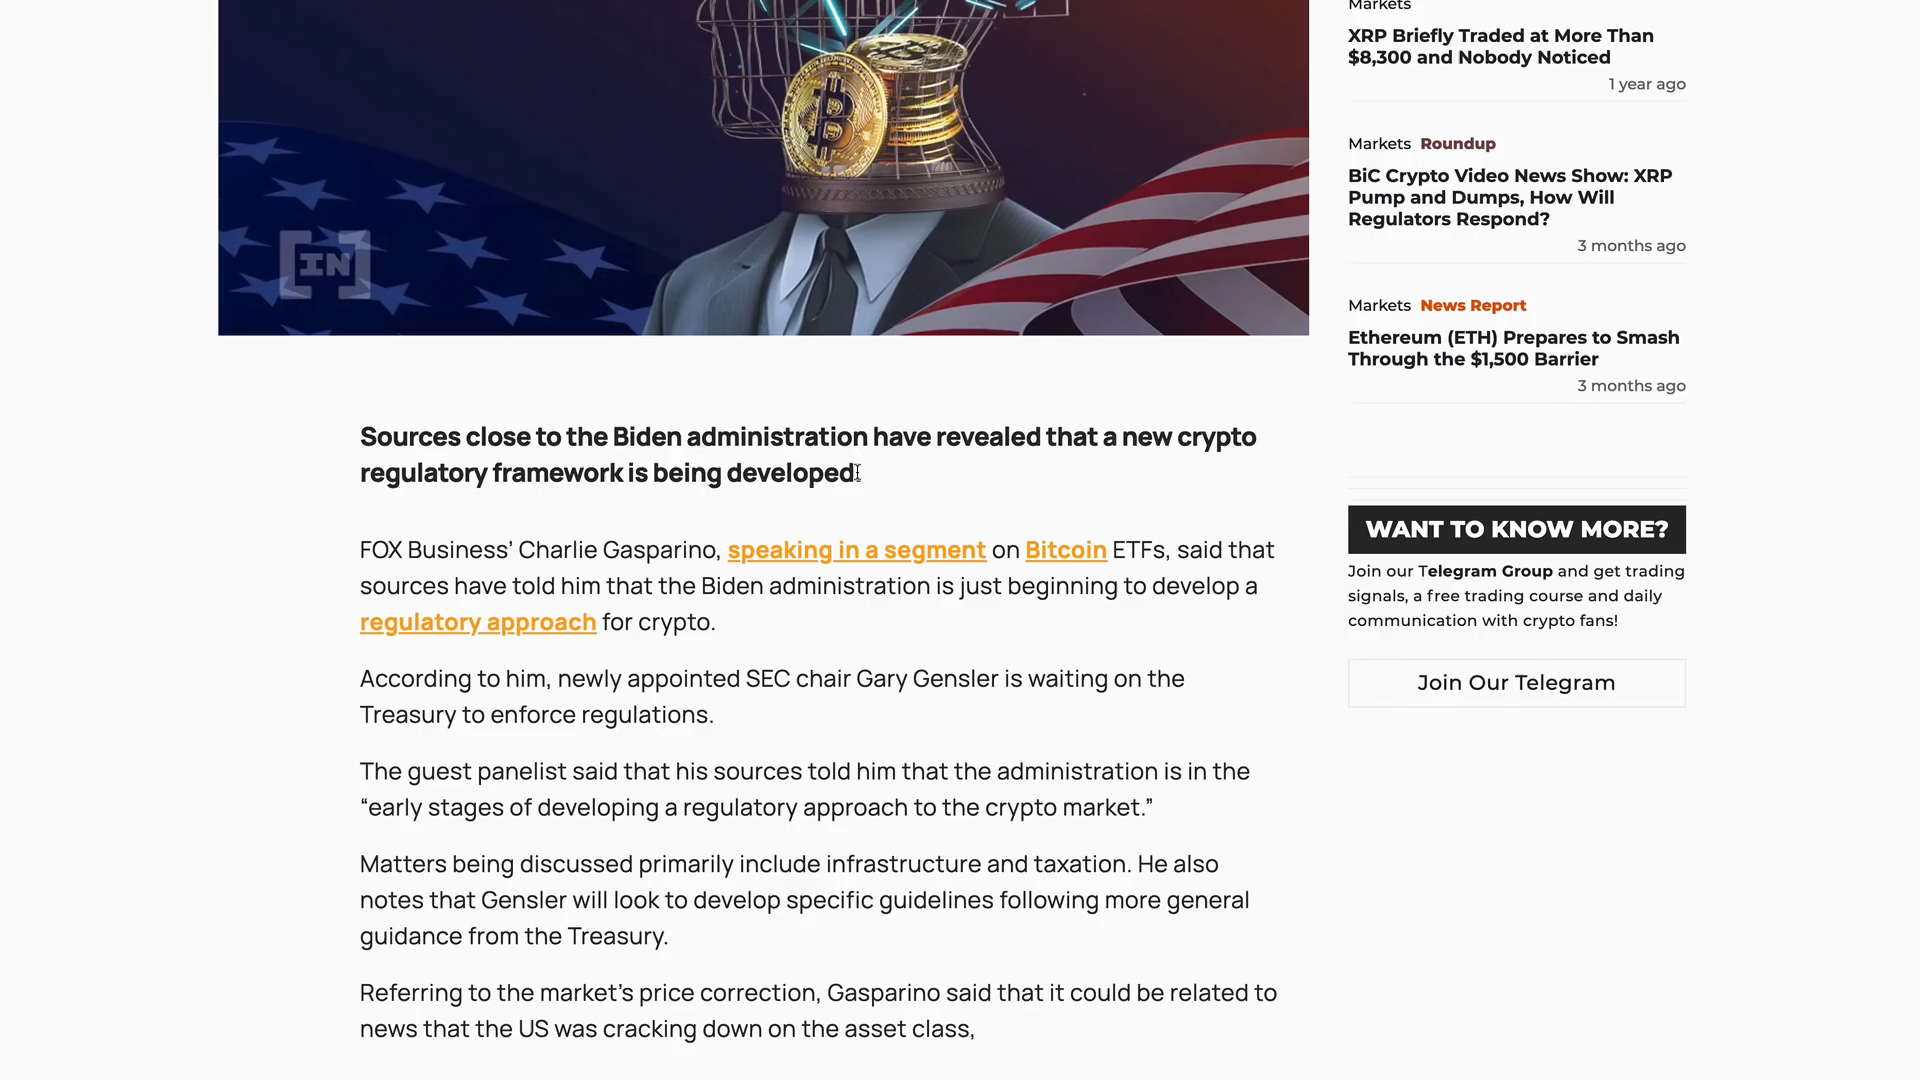 Markets
XRP Briefly Traded at More Than
$8,300 and Nobody Noticed
1 year ago
Markets Roundup
BiC Crypto Video News Show: XRP
Pump and Dumps, How Will
Regulators Respond?
3 months ago
Markets News Report
Ethereum (ETH) Prepares to Smash
Through the $1,500 Barrier
3 months ago
[IN]
Sources close to the Biden administration have revealed that a new crypto
regulatory framework is being developed.
FOX Business’ Charlie Gasparino, speaking in a segment on Bitcoin ETFs, said that
sources have told him that the Biden administration is just beginning to develop a
regulatory approach for crypto.
According to him, newly appointed SEC chair Gary Gensler is waiting on the
Treasury to enforce regulations.
The guest panelist said that his sources told him that the administration is in the
“early stages of developing a regulatory approach to the crypto market.”
Matters being discussed primarily include infrastructure and taxation. He also
notes that Gensler will look to develop specific guidelines following more general
guidance from the Treasury.
Referring to the market’s price correction, Gasparino said that it could be related to
news that the US was cracking down on the asset class,
WANT TO KNOW MORE?
Join our Telegram Group and get trading
signals, a free trading course and daily
communication with crypto fans!
Join Our Telegram